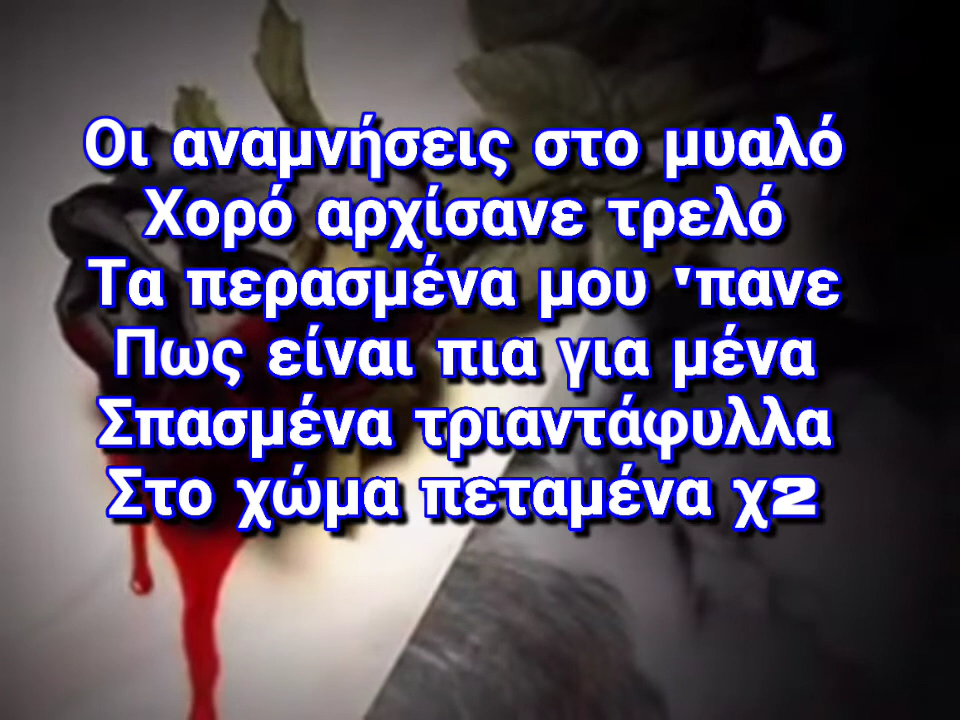 Οι αναμνήσεις στο μυαλό
Χορό αρχίσανε τρελό
Τα περασμένα μου 'πανε
Πως είναι πια για μένα
Σπασμένα τριαντάφυλλα
Στο χώμα πεταμένα χ2